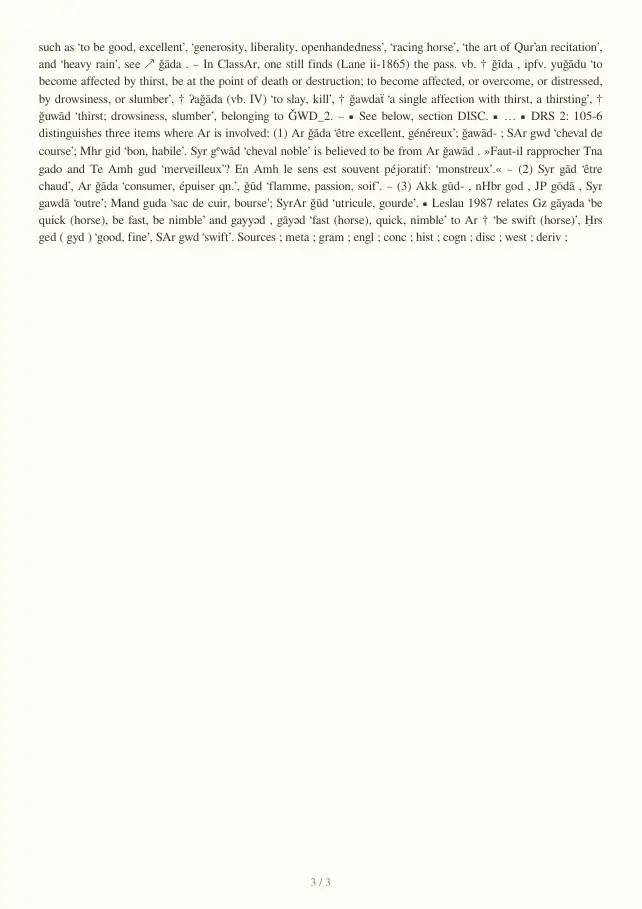 such as ‘to be good, excellent’, ‘generosity, liberality, openhandedness’, ‘racing horse’, ‘the art of Qurʾan recitation’,
and ‘heavy rain’, see ↗ ǧāda . – In ClassAr, one still finds (Lane ii-1865) the pass. vb. † ǧīda , ipfv. yuǧādu ‘to
become affected by thirst, be at the point of death or destruction; to become affected, or overcome, or distressed,
by drowsiness, or slumber’, † ʔaǧāda (vb. IV) ‘to slay, kill’, † ǧawdaẗ ‘a single affection with thirst, a thirsting’, †
ǧuwād ‘thirst; drowsiness, slumber’, belonging to ǦWD_2. – ▪ See below, section DISC. ▪ … ▪ DRS 2: 105-6
distinguishes three items where Ar is involved: (1) Ar ǧāda ‘être excellent, généreux’; ǧawād- ; SAr gwd ‘cheval de
course’; Mhr gid ‘bon, habile’. Syr gᵉwād ‘cheval noble’ is believed to be from Ar ǧawād . »Faut-il rapprocher Tna
gado and Te Amh gud ‘merveilleux’? En Amh le sens est souvent péjoratif: ‘monstreux’.« – (2) Syr gād ‘être
chaud’, Ar ǧāda ‘consumer, épuiser qn.’, ǧūd ‘flamme, passion, soif’. – (3) Akk gūd- , nHbr god , JP gōdā , Syr
gawdā ‘outre’; Mand guda ‘sac de cuir, bourse’; SyrAr ǧūd ‘utricule, gourde’. ▪ Leslau 1987 relates Gz gāyada ‘be
quick (horse), be fast, be nimble’ and gayyəd , gāyəd ‘fast (horse), quick, nimble’ to Ar † ‘be swift (horse)’, Ḥrs
ged ( gyd ) ‘good, fine’, SAr gwd ‘swift’. Sources ; meta ; gram ; engl ; conc ; hist ; cogn ; disc ; west ; deriv ;
3 / 3